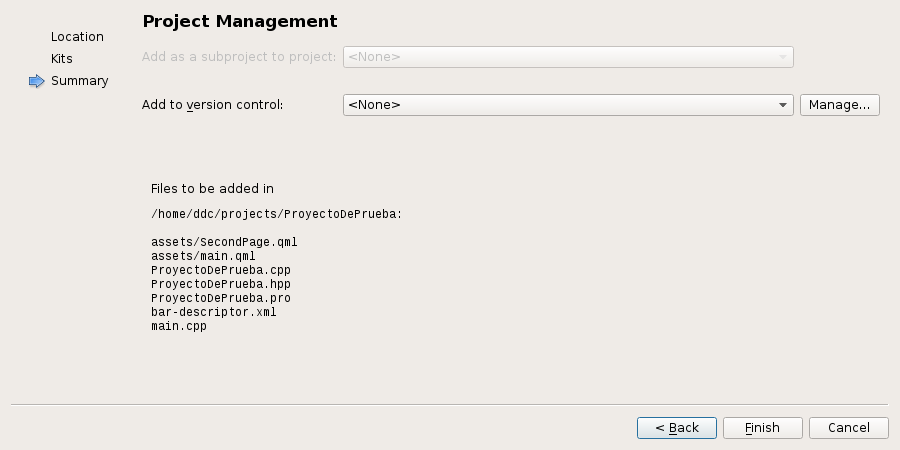 Project Management
Location
Kits
Summary
Add as a subproject to project:
<None>
Add to version control:
<None>
Manage...
Files to be added in
/home/ddc/projects/ProyectoDePrueba:
assets/SecondPage.qml
assets/main.qml
ProyectoDePrueba.cpp
ProyectoDePrueba.hpp
ProyectoDePrueba.pro
bar-descriptor.xml
main.cpp
< Back
Finish
Cancel